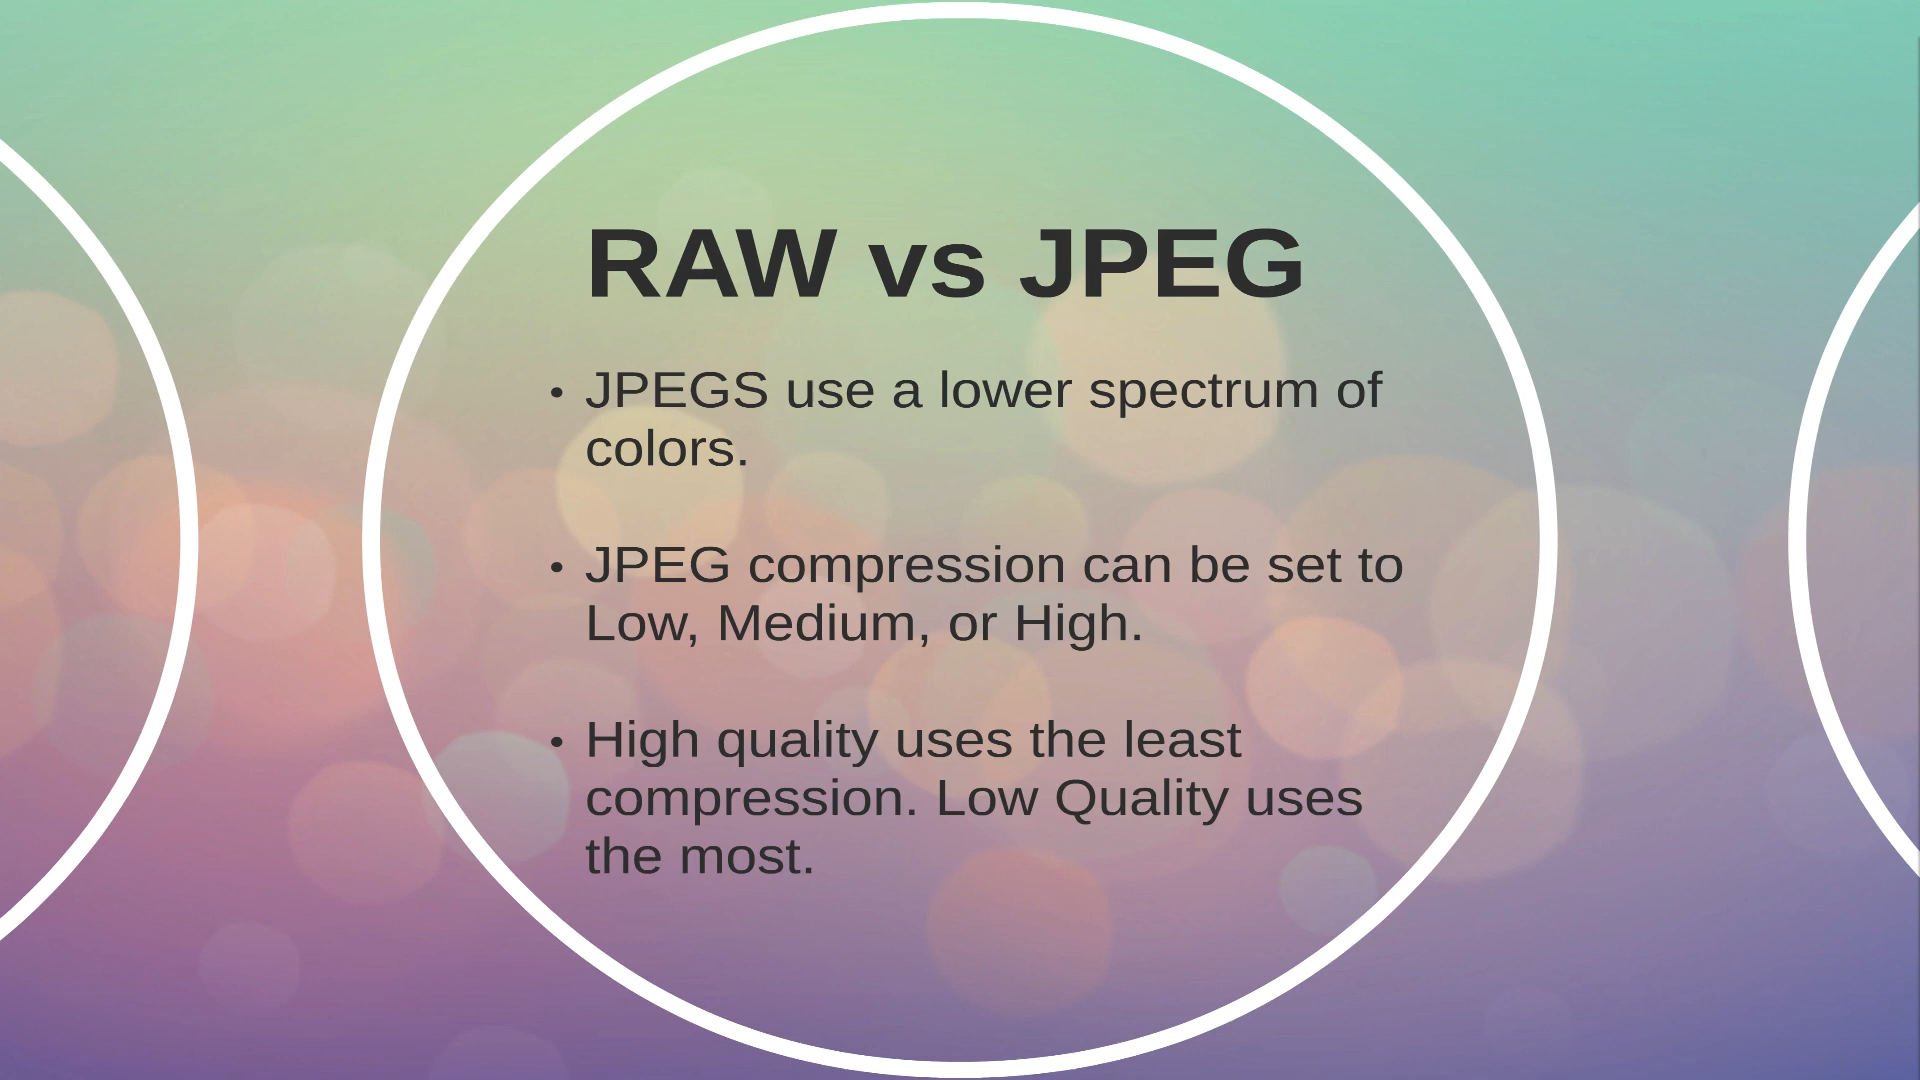 RAW vs JPEG
• JPEGS use a lower spectrum of
colors.
• JPEG compression can be set to
Low, Medium, or High.
• High quality uses the least
compression. Low Quality uses
the most.